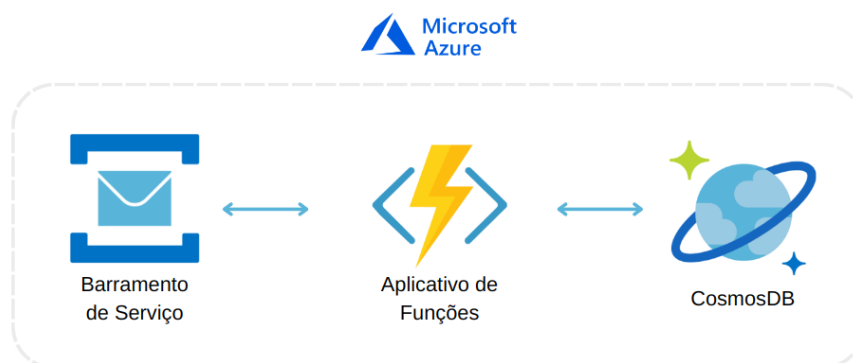 Microsoft
Azure
Barramento
de Serviço
Aplicativo de
Funções
CosmosDB